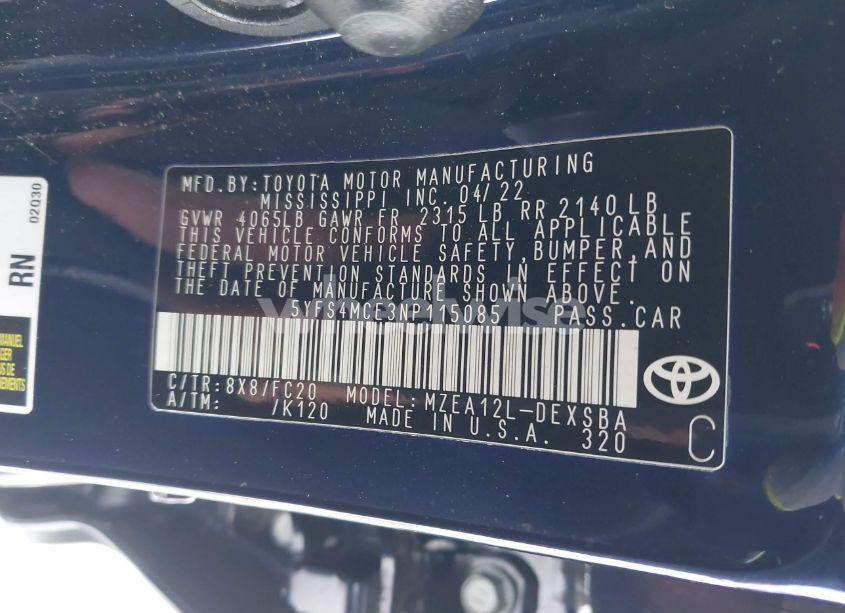 MFD.BY:TOYOTA MOTOR MANUFACTURING
MISSISSIPPI INC. 04/22
GVWR 4065LB GAWR FR 2315 LB RR 2140 LB
THIS VEHICLE CONFORMS TO ALL APPLICABLE
FEDERAL MOTOR VEHICLE SAFETY, BUMPER, AND
THEFT PREVENTION STANDARDS IN EFFECT ON
THE DATE OF MANUFACTURE SHOWN ABOVE.
5YFS4MCE3NP115085 PASS.CAR
C/TR: 8X8/FC20 MODEL: MZEA12L-DEXSBA
A/TM: /K120 MADE IN U.S.A. 320
C
RN
02Q30
MANUEL